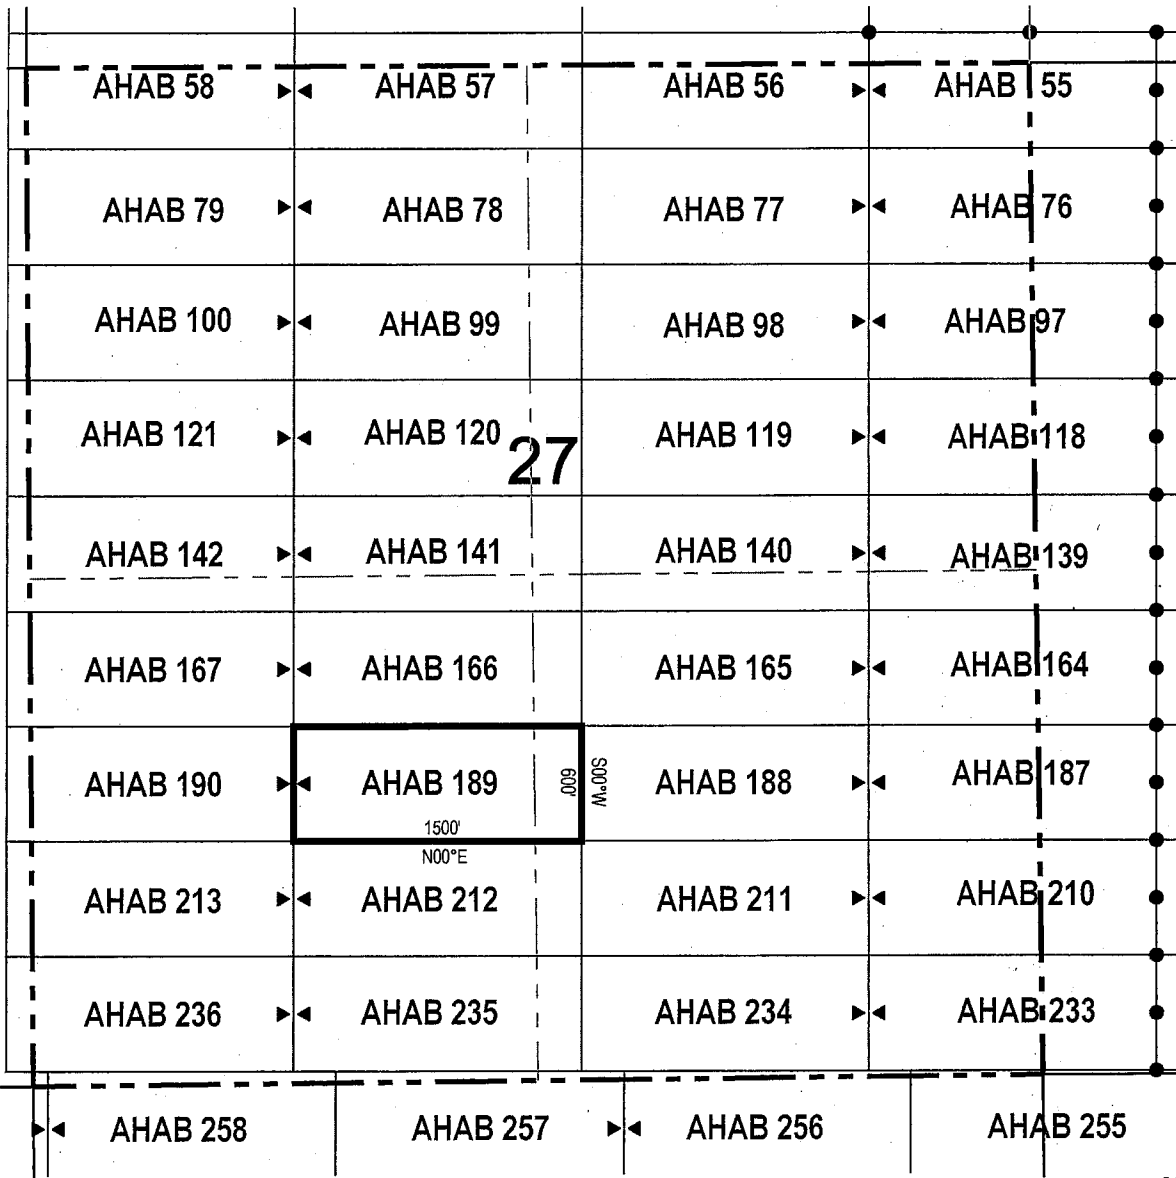 AHAB 58 AHAB 57 AHAB 56 AHAB 55
AHAB 79 AHAB 78 AHAB 77 AHAB 76
AHAB 100 AHAB 99 AHAB 98 AHAB 97
AHAB 121 AHAB 120 AHAB 119 AHAB 118
27
AHAB 142 AHAB 141 AHAB 140 AHAB 139
AHAB 167 AHAB 166 AHAB 165 AHAB 164
AHAB 190 AHAB 189 600' S00°W AHAB 188 AHAB 187
1500'
N00°E
AHAB 213 AHAB 212 AHAB 211 AHAB 210
AHAB 236 AHAB 235 AHAB 234 AHAB 233
AHAB 258 AHAB 257 AHAB 256 AHAB 255